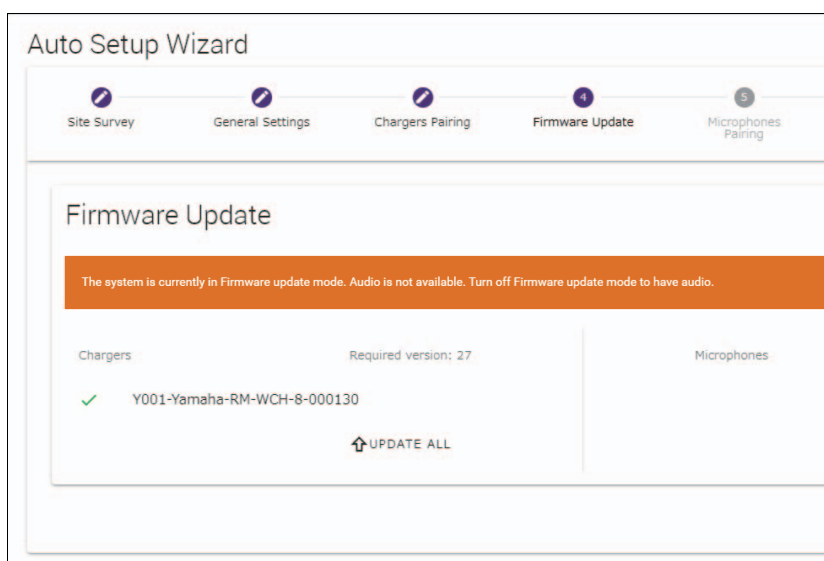 Auto Setup Wizard
4
5
Site Survey
General Settings
Chargers Pairing
Firmware Update
Microphones
Pairing
Firmware Update
The system is currently in Firmware update mode. Audio is not available. Turn off Firmware update mode to have audio.
Chargers
Required version: 27
Microphones
Y001-Yamaha-RM-WCH-8-000130
UPDATE ALL